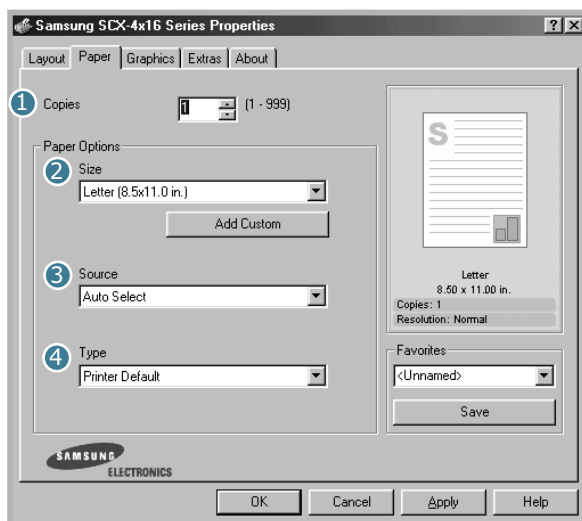 Samsung SCX-4x16 Series Properties
Layout Paper Graphics Extras About
1 Copies 1 (1 - 999)
Paper Options
2 Size
Letter (8.5x11.0 in.)
Add Custom
3 Source
Auto Select
4 Type
Printer Default
S
Letter
8.50 x 11.00 in.
Copies: 1
Resolution: Normal
Favorites
<Unnamed>
Save
SAMSUNG
ELECTRONICS
OK Cancel Apply Help